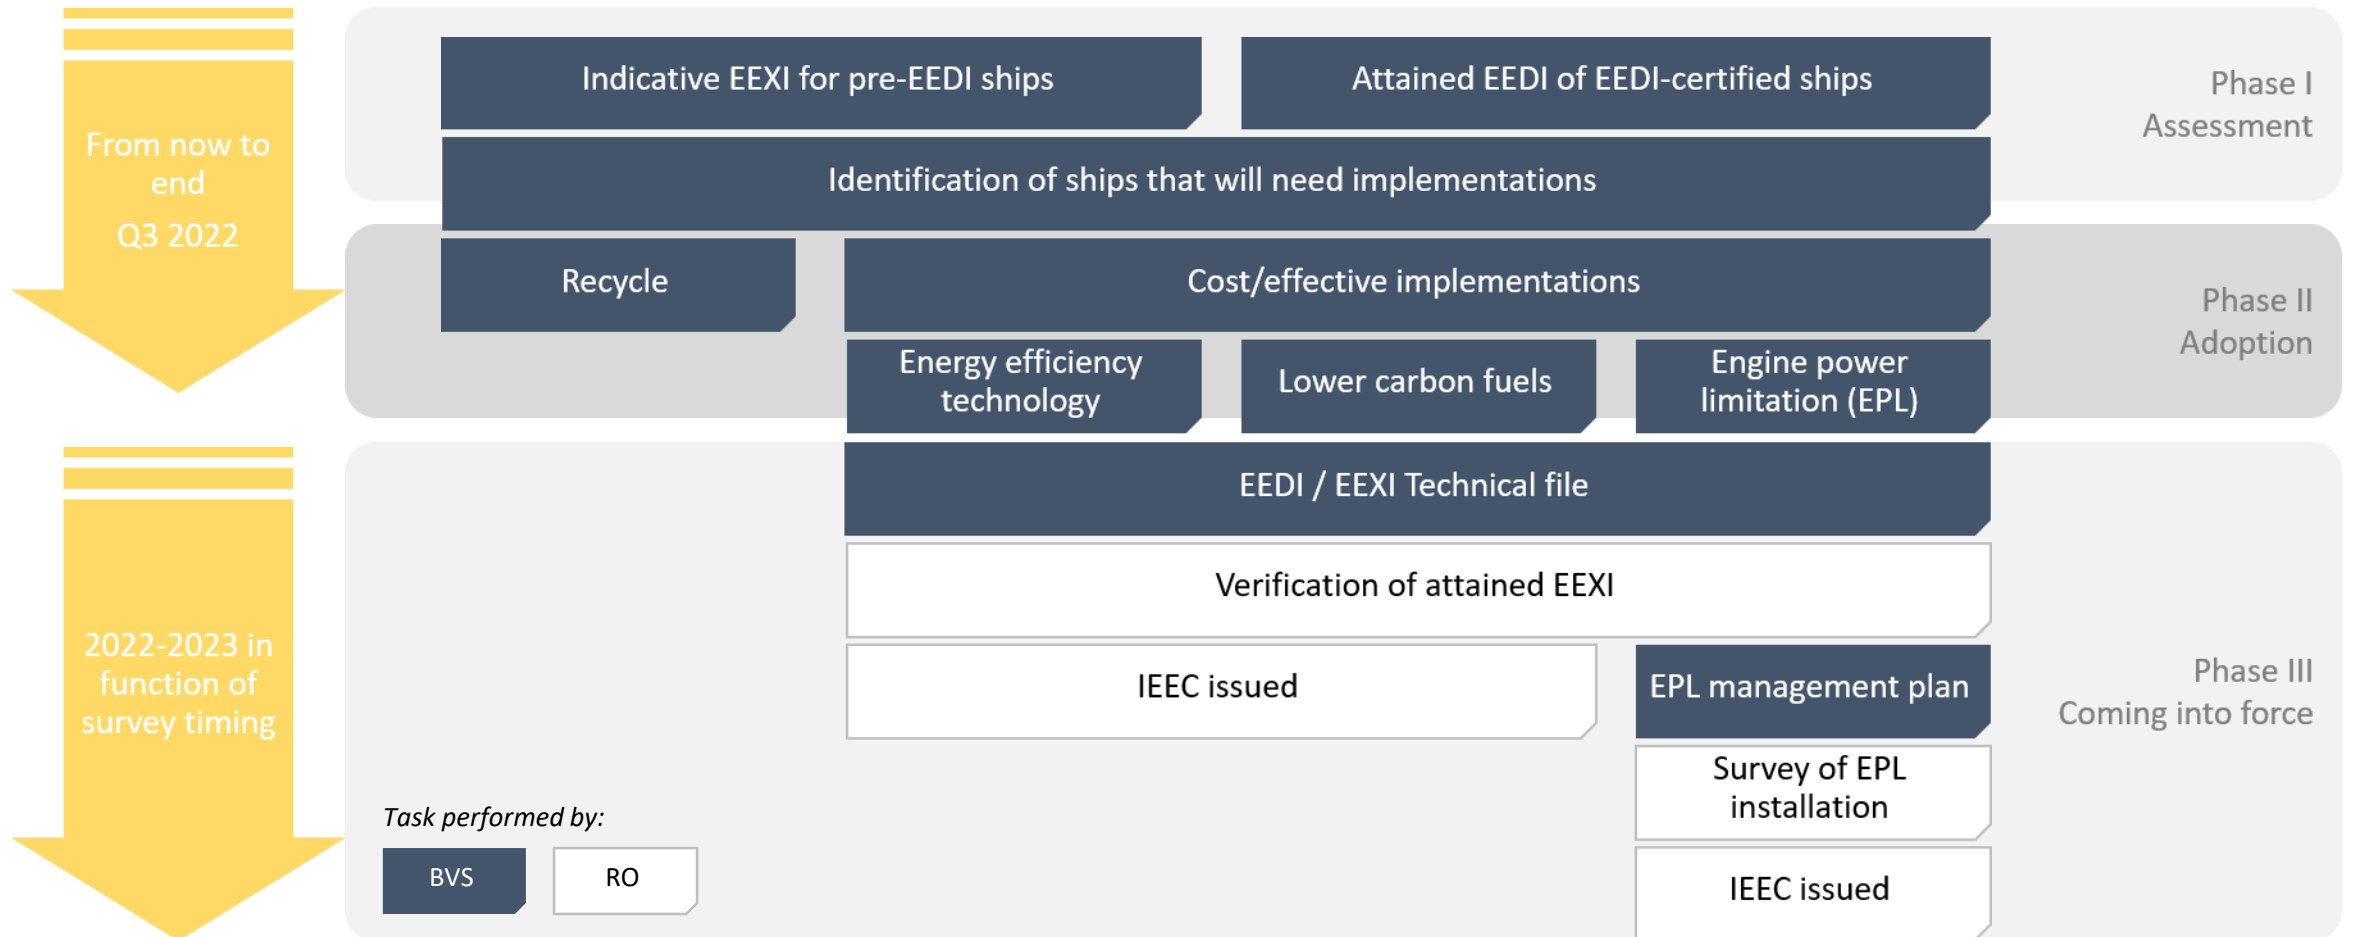 From now to
end
Q3 2022
Indicative EEXI for pre-EEDI ships
Attained EEDI of EEDI-certified ships
Phase I
Assessment
Identification of ships that will need implementations
Recycle
Cost/effective implementations
Phase II
Adoption
Energy efficiency
technology
Lower carbon fuels
Engine power
limitation (EPL)
2022-2023 in
function of
survey timing
EEDI / EEXI Technical file
Verification of attained EEXI
IEEC issued
EPL management plan
Phase III
Coming into force
Survey of EPL
installation
IEEC issued
Task performed by:
BVS
RO